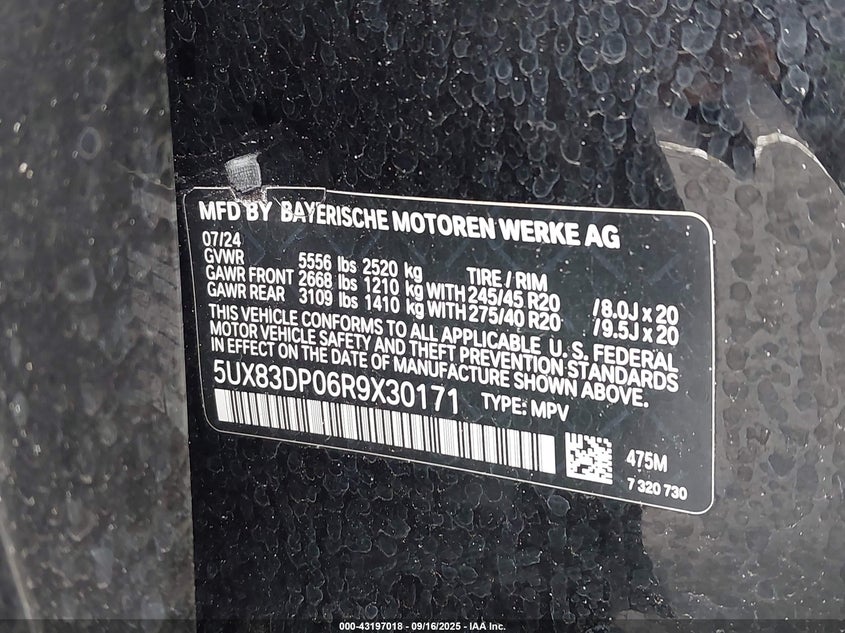 MFD BY BAYERISCHE MOTOREN WERKE AG
07/24
GVWR 5556 lbs 2520 kg TIRE / RIM
GAWR FRONT 2668 lbs 1210 kg WITH 245/45 R20 / 8.0J x 20
GAWR REAR 3109 lbs 1410 kg WITH 275/40 R20 / 9.5J x 20
THIS VEHICLE CONFORMS TO ALL APPLICABLE U. S. FEDERAL
MOTOR VEHICLE SAFETY AND THEFT PREVENTION STANDARDS
IN EFFECT ON THE DATE OF MANUFACTURE SHOWN ABOVE.
5UX83DP06R9X30171 TYPE: MPV
475M
7 320 730
000-43197018 - 09/16/2025 - IAA Inc.